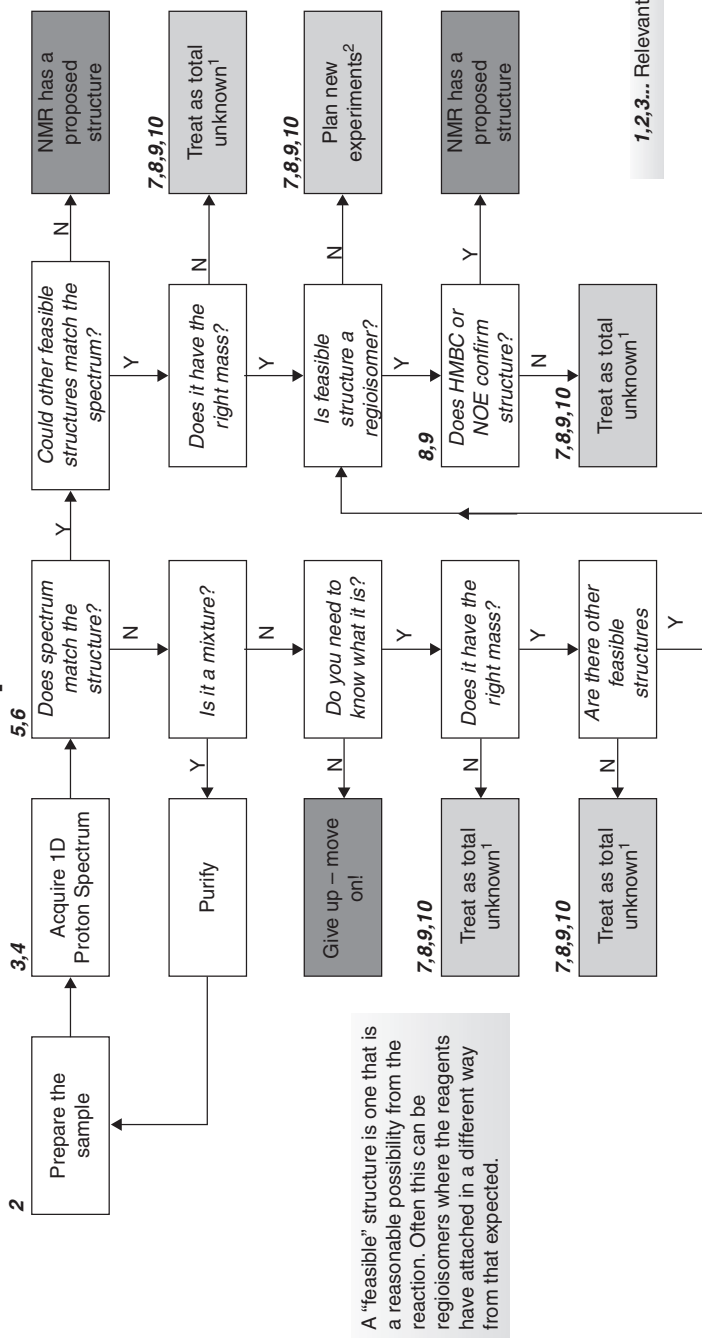 2
Prepare the
sample
3,4
Acquire 1D
Proton Spectrum
5,6
Does spectrum
match the
structure?
Y
Could other feasible
structures match the
spectrum?
N
NMR has a
proposed
structure
N
Y
Purify
Y
Is it a mixture?
Does it have the
right mass?
N
7,8,9,10
Treat as total
unknown1
N
Y
Give up – move
on!
N
Do you need to
know what it is?
Is feasible
structure a
regioisomer?
N
7,8,9,10
Plan new
experiments2
Y
Y
7,8,9,10
Treat as total
unknown1
N
Does it have the
right mass?
8,9
Does HMBC or
NOE confirm
structure?
Y
NMR has a
proposed
structure
Y
N
7,8,9,10
Treat as total
unknown1
N
Are there other
feasible
structures
7,8,9,10
Treat as total
unknown1
Y
A “feasible” structure is one that is
a reasonable possibility from the
reaction. Often this can be
regioisomers where the reagents
have attached in a different way
from that expected.
1,2,3... Relevant